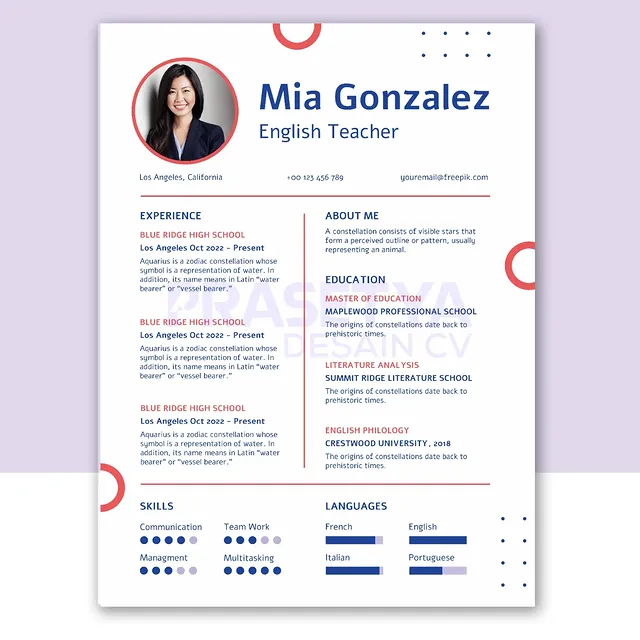 Mia Gonzalez
English Teacher
Los Angeles, California
+00 123 456 789
youremail@freepik.com
EXPERIENCE
BLUE RIDGE HIGH SCHOOL
Los Angeles Oct 2022 - Present
Aquarius is a zodiac constellation whose
symbol is a representation of water. In
addition, its name means in Latin “water
bearer” or “vessel bearer.”
BLUE RIDGE HIGH SCHOOL
Los Angeles Oct 2022 - Present
Aquarius is a zodiac constellation whose
symbol is a representation of water. In
addition, its name means in Latin “water
bearer” or “vessel bearer.”
BLUE RIDGE HIGH SCHOOL
Los Angeles Oct 2022 - Present
Aquarius is a zodiac constellation whose
symbol is a representation of water. In
addition, its name means in Latin “water
bearer” or “vessel bearer.”
ABOUT ME
A constellation consists of visible stars that
form a perceived outline or pattern, usually
representing an animal.
EDUCATION
MASTER OF EDUCATION
MAPLEWOOD PROFESSIONAL SCHOOL
The origins of constellations date back to
prehistoric times.
LITERATURE ANALYSIS
SUMMIT RIDGE LITERATURE SCHOOL
The origins of constellations date back to
prehistoric times.
ENGLISH PHILOLOGY
CRESTWOOD UNIVERSITY, 2018
The origins of constellations date back to
prehistoric times.
PRASETYA
DESAIN CV
SKILLS
Communication
Team Work
Managment
Multitasking
LANGUAGES
French
English
Italian
Portuguese